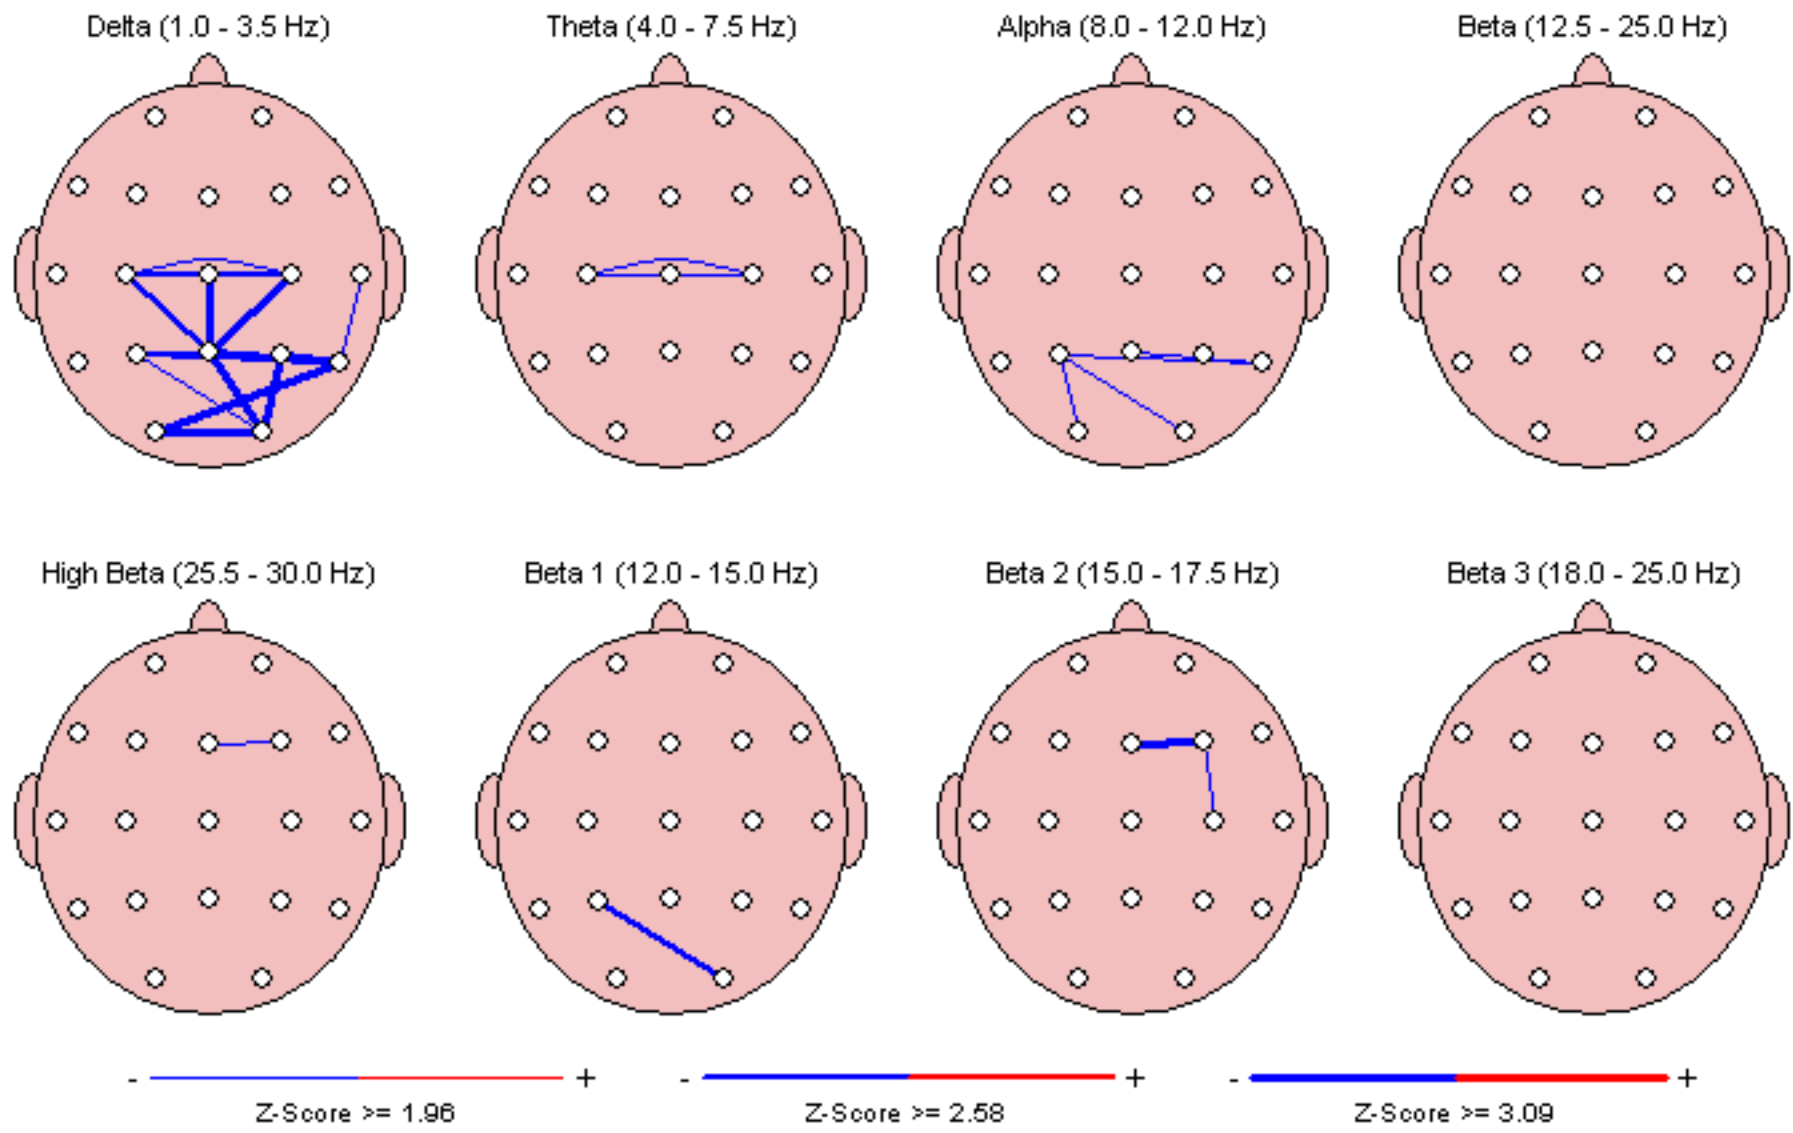 Delta (1.0 - 3.5 Hz) Theta (4.0 - 7.5 Hz) Alpha (8.0 - 12.0 Hz) Beta (12.5 - 25.0 Hz)
High Beta (25.5 - 30.0 Hz) Beta 1 (12.0 - 15.0 Hz) Beta 2 (15.0 - 17.5 Hz) Beta 3 (18.0 - 25.0 Hz)
- + - + - +
Z-Score >= 1.96 Z-Score >= 2.58 Z-Score >= 3.09